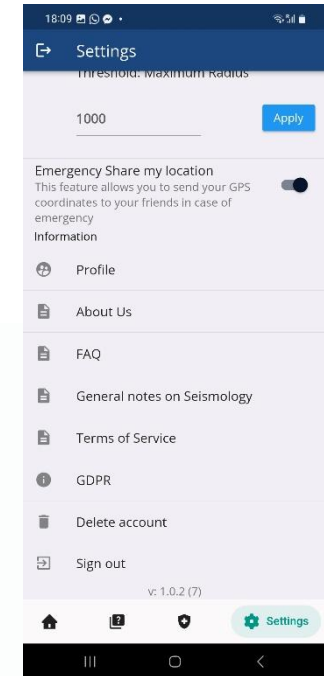 18:09
Settings
Threshold: Maximum Radius
1000
Apply
Emergency Share my location
This feature allows you to send your GPS
coordinates to your friends in case of
emergency
Information
Profile
About Us
FAQ
General notes on Seismology
Terms of Service
GDPR
Delete account
Sign out
v: 1.0.2 (7)
Settings